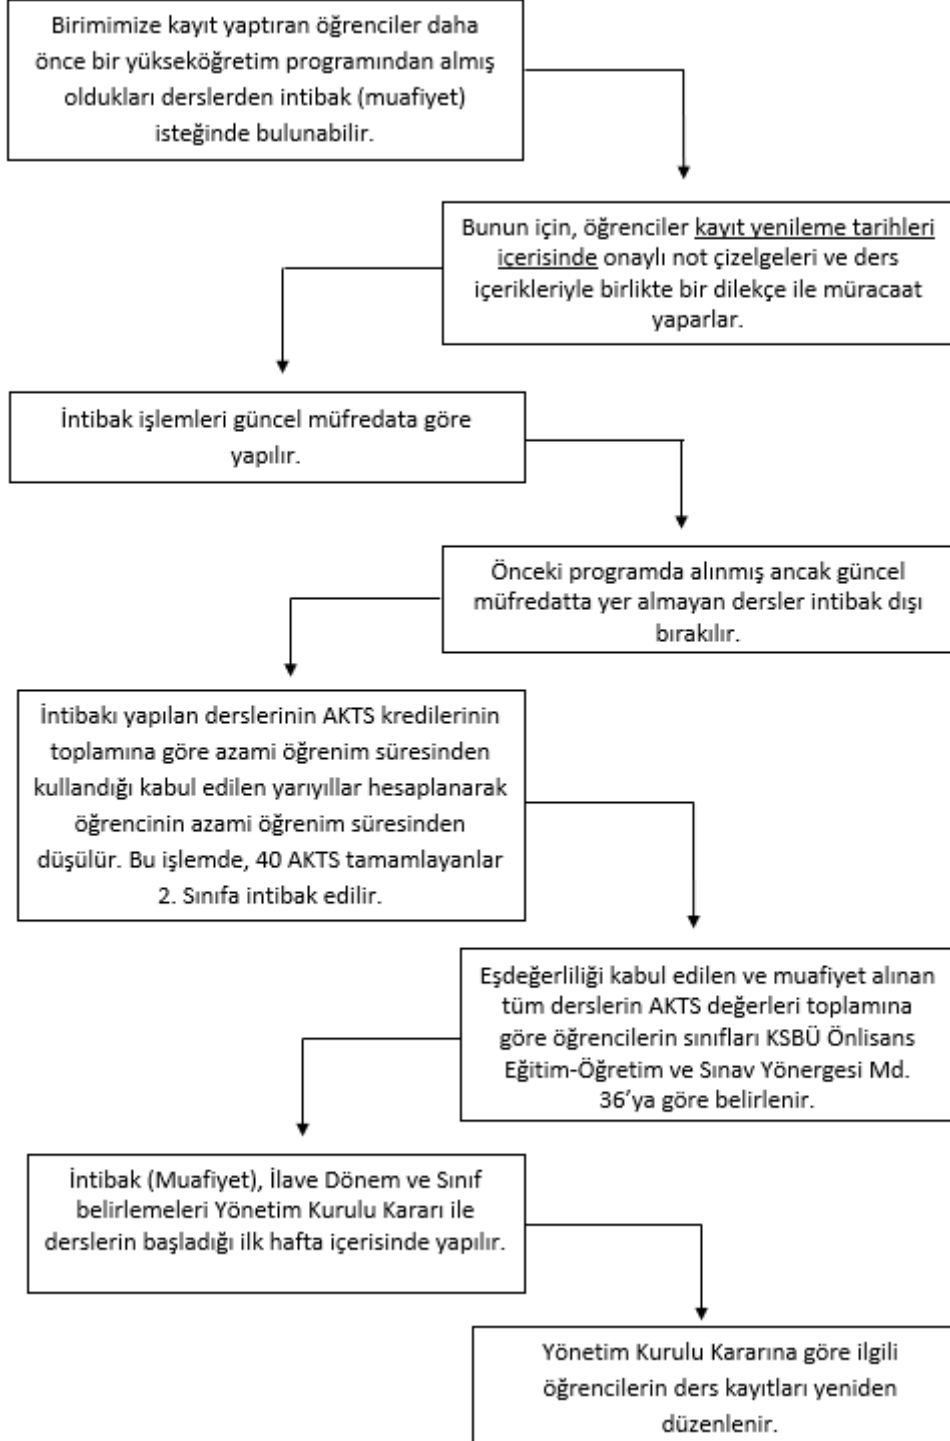 Birimimize kayıt yaptıran öğrenciler daha
önce bir yükseköğretim programından almış
oldukları derslerden intibak (muafiyet)
isteğinde bulunabilir.
Bunun için, öğrenciler kayıt yenileme tarihleri
içerisinde onaylı not çizelgeleri ve ders
içerikleriyle birlikte bir dilekçe ile müracaat
yaparlar.
İntibak işlemleri güncel müfredata göre
yapılır.
Önceki programda alınmış ancak güncel
müfredatta yer almayan dersler intibak dışı
bırakılır.
İntibakı yapılan derslerinin AKTS kredilerinin
toplamına göre azami öğrenim süresinden
kullandığı kabul edilen yarıyıllar hesaplanarak
öğrencinin azami öğrenim süresinden
düşülür. Bu işlemde, 40 AKTS tamamlayanlar
2. Sınıfa intibak edilir.
Eşdeğerliliği kabul edilen ve muafiyet alınan
tüm derslerin AKTS değerleri toplamına
göre öğrencilerin sınıfları KSBÜ Önlisans
Eğitim-Öğretim ve Sınav Yönergesi Md.
36’ya göre belirlenir.
İntibak (Muafiyet), İlave Dönem ve Sınıf
belirlemeleri Yönetim Kurulu Kararı ile
derslerin başladığı ilk hafta içerisinde yapılır.
Yönetim Kurulu Kararına göre ilgili
öğrencilerin ders kayıtları yeniden
düzenlenir.